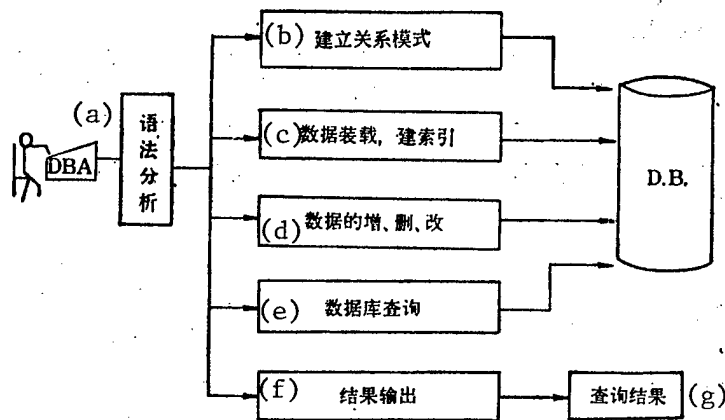 (b) 建立关系模式
(a)
语法分析
DBA
(c) 数据装载，建索引
D.B.
(d) 数据的增、删、改
(e) 数据库查询
(f) 结果输出
查询结果 (g)